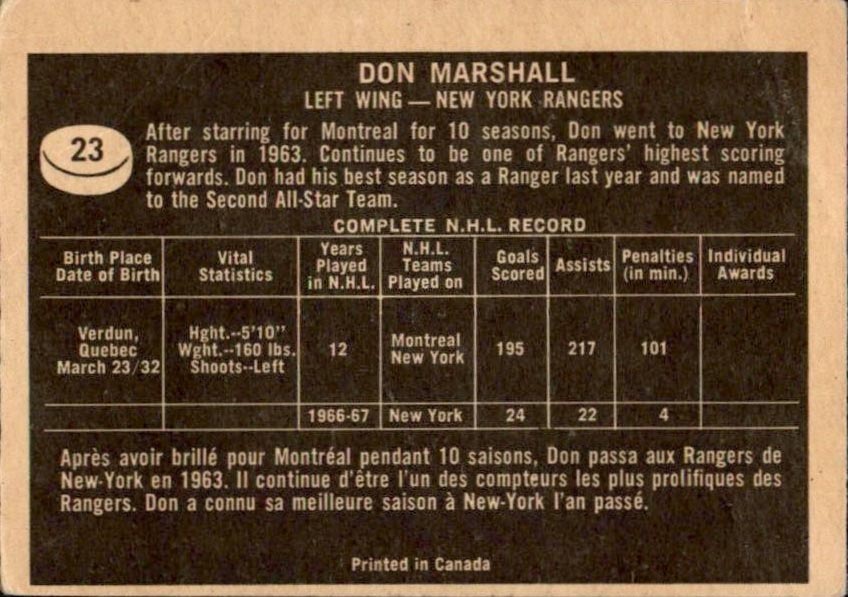 DON MARSHALL
LEFT WING — NEW YORK RANGERS
23
After starring for Montreal for 10 seasons, Don went to New York
Rangers in 1963. Continues to be one of Rangers' highest scoring
forwards. Don had his best season as a Ranger last year and was named
to the Second All-Star Team.
COMPLETE N.H.L. RECORD
Birth Place Date of Birth | Vital Statistics | Years Played in N.H.L. | N.H.L. Teams Played on | Goals Scored | Assists | Penalties (in min.) | Individual Awards
Verdun, Quebec March 23/32 | Hght.--5'10" Wght.--160 lbs. Shoots--Left | 12 | Montreal New York | 195 | 217 | 101
1966-67 | New York | 24 | 22 | 4
Après avoir brillé pour Montréal pendant 10 saisons, Don passa aux Rangers de
New-York en 1963. Il continue d'être l'un des compteurs les plus prolifiques des
Rangers. Don a connu sa meilleure saison à New-York l'an passé.
Printed in Canada